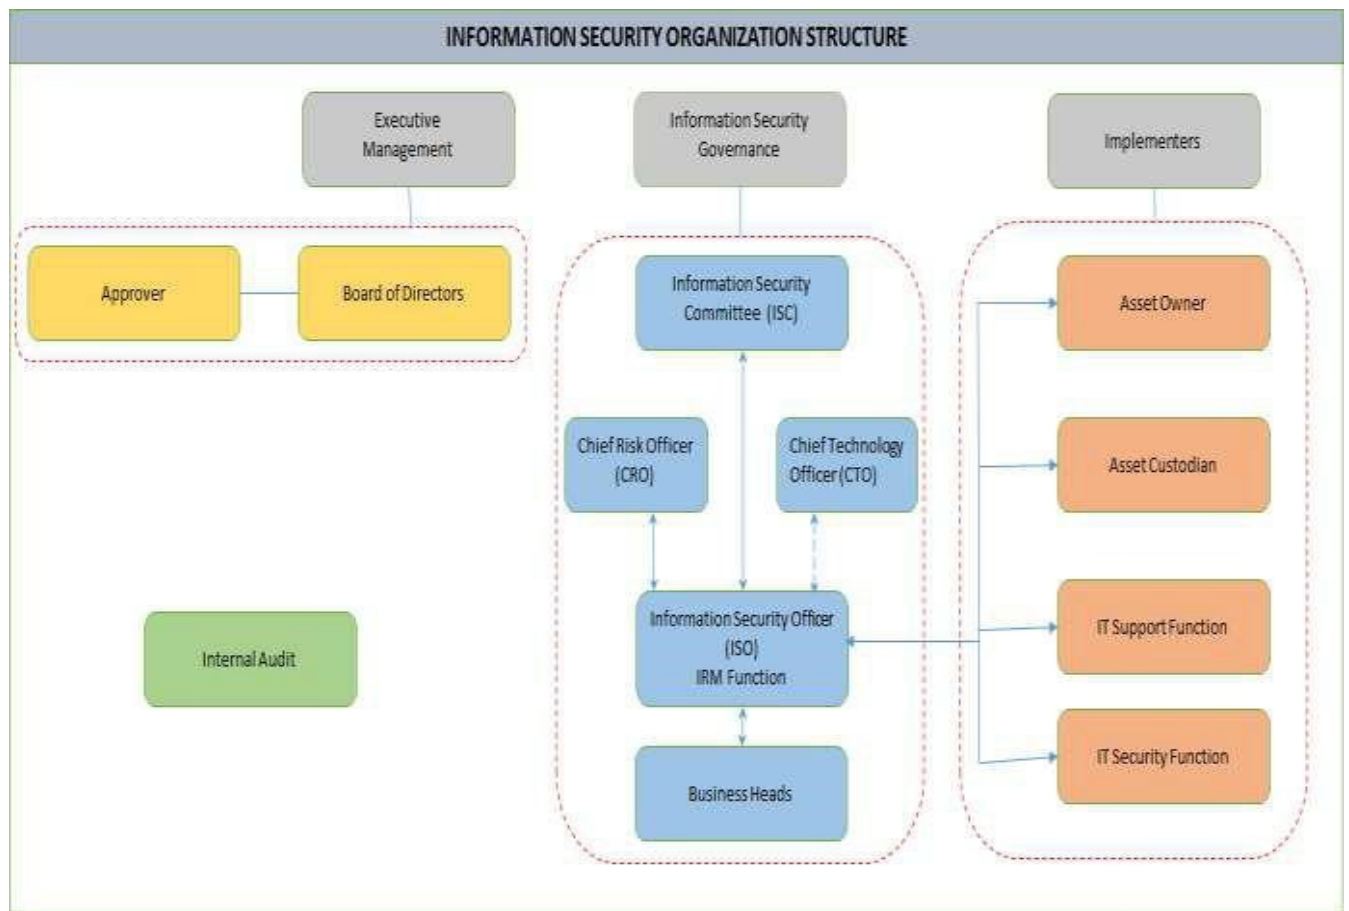 INFORMATION SECURITY ORGANIZATION STRUCTURE
Executive
Management
Information Security
Governance
Implementers
Approver
Board of Directors
Information Security
Committee (ISC)
Asset Owner
Chief Risk Officer
(CRO)
Chief Technology
Officer (CTO)
Asset Custodian
Internal Audit
Information Security Officer
(ISO)
IRM Function
IT Support Function
Business Heads
IT Security Function